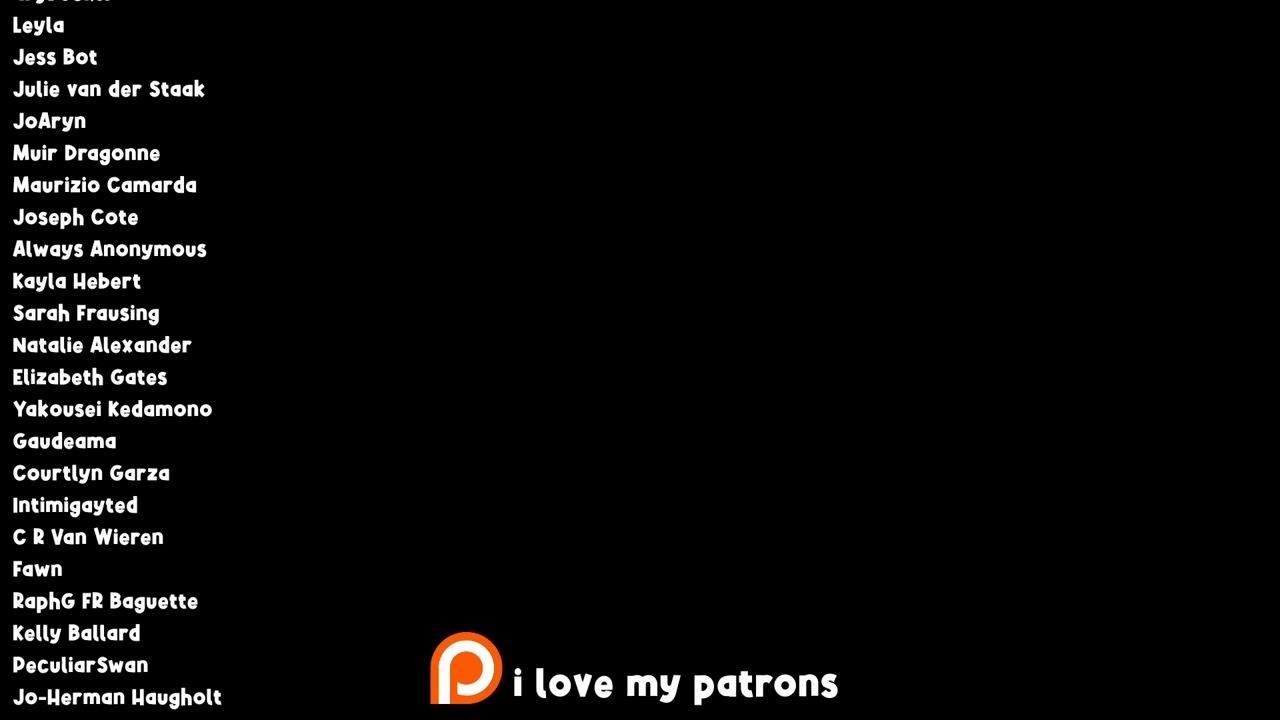 Leyla
Jess Bot
Julie van der Staak
JoAryn
Muir Dragonne
Maurizio Camarda
Joseph Cote
Always Anonymous
Kayla Hebert
Sarah Frausing
Natalie Alexander
Elizabeth Gates
Yakousei Kedamono
Gaudeama
Courtlyn Garza
Intimigayted
C R Van Wieren
Fawn
RaphG FR Baguette
Kelly Ballard
PeculiarSwan
Jo-Herman Haugholt
i love my patrons